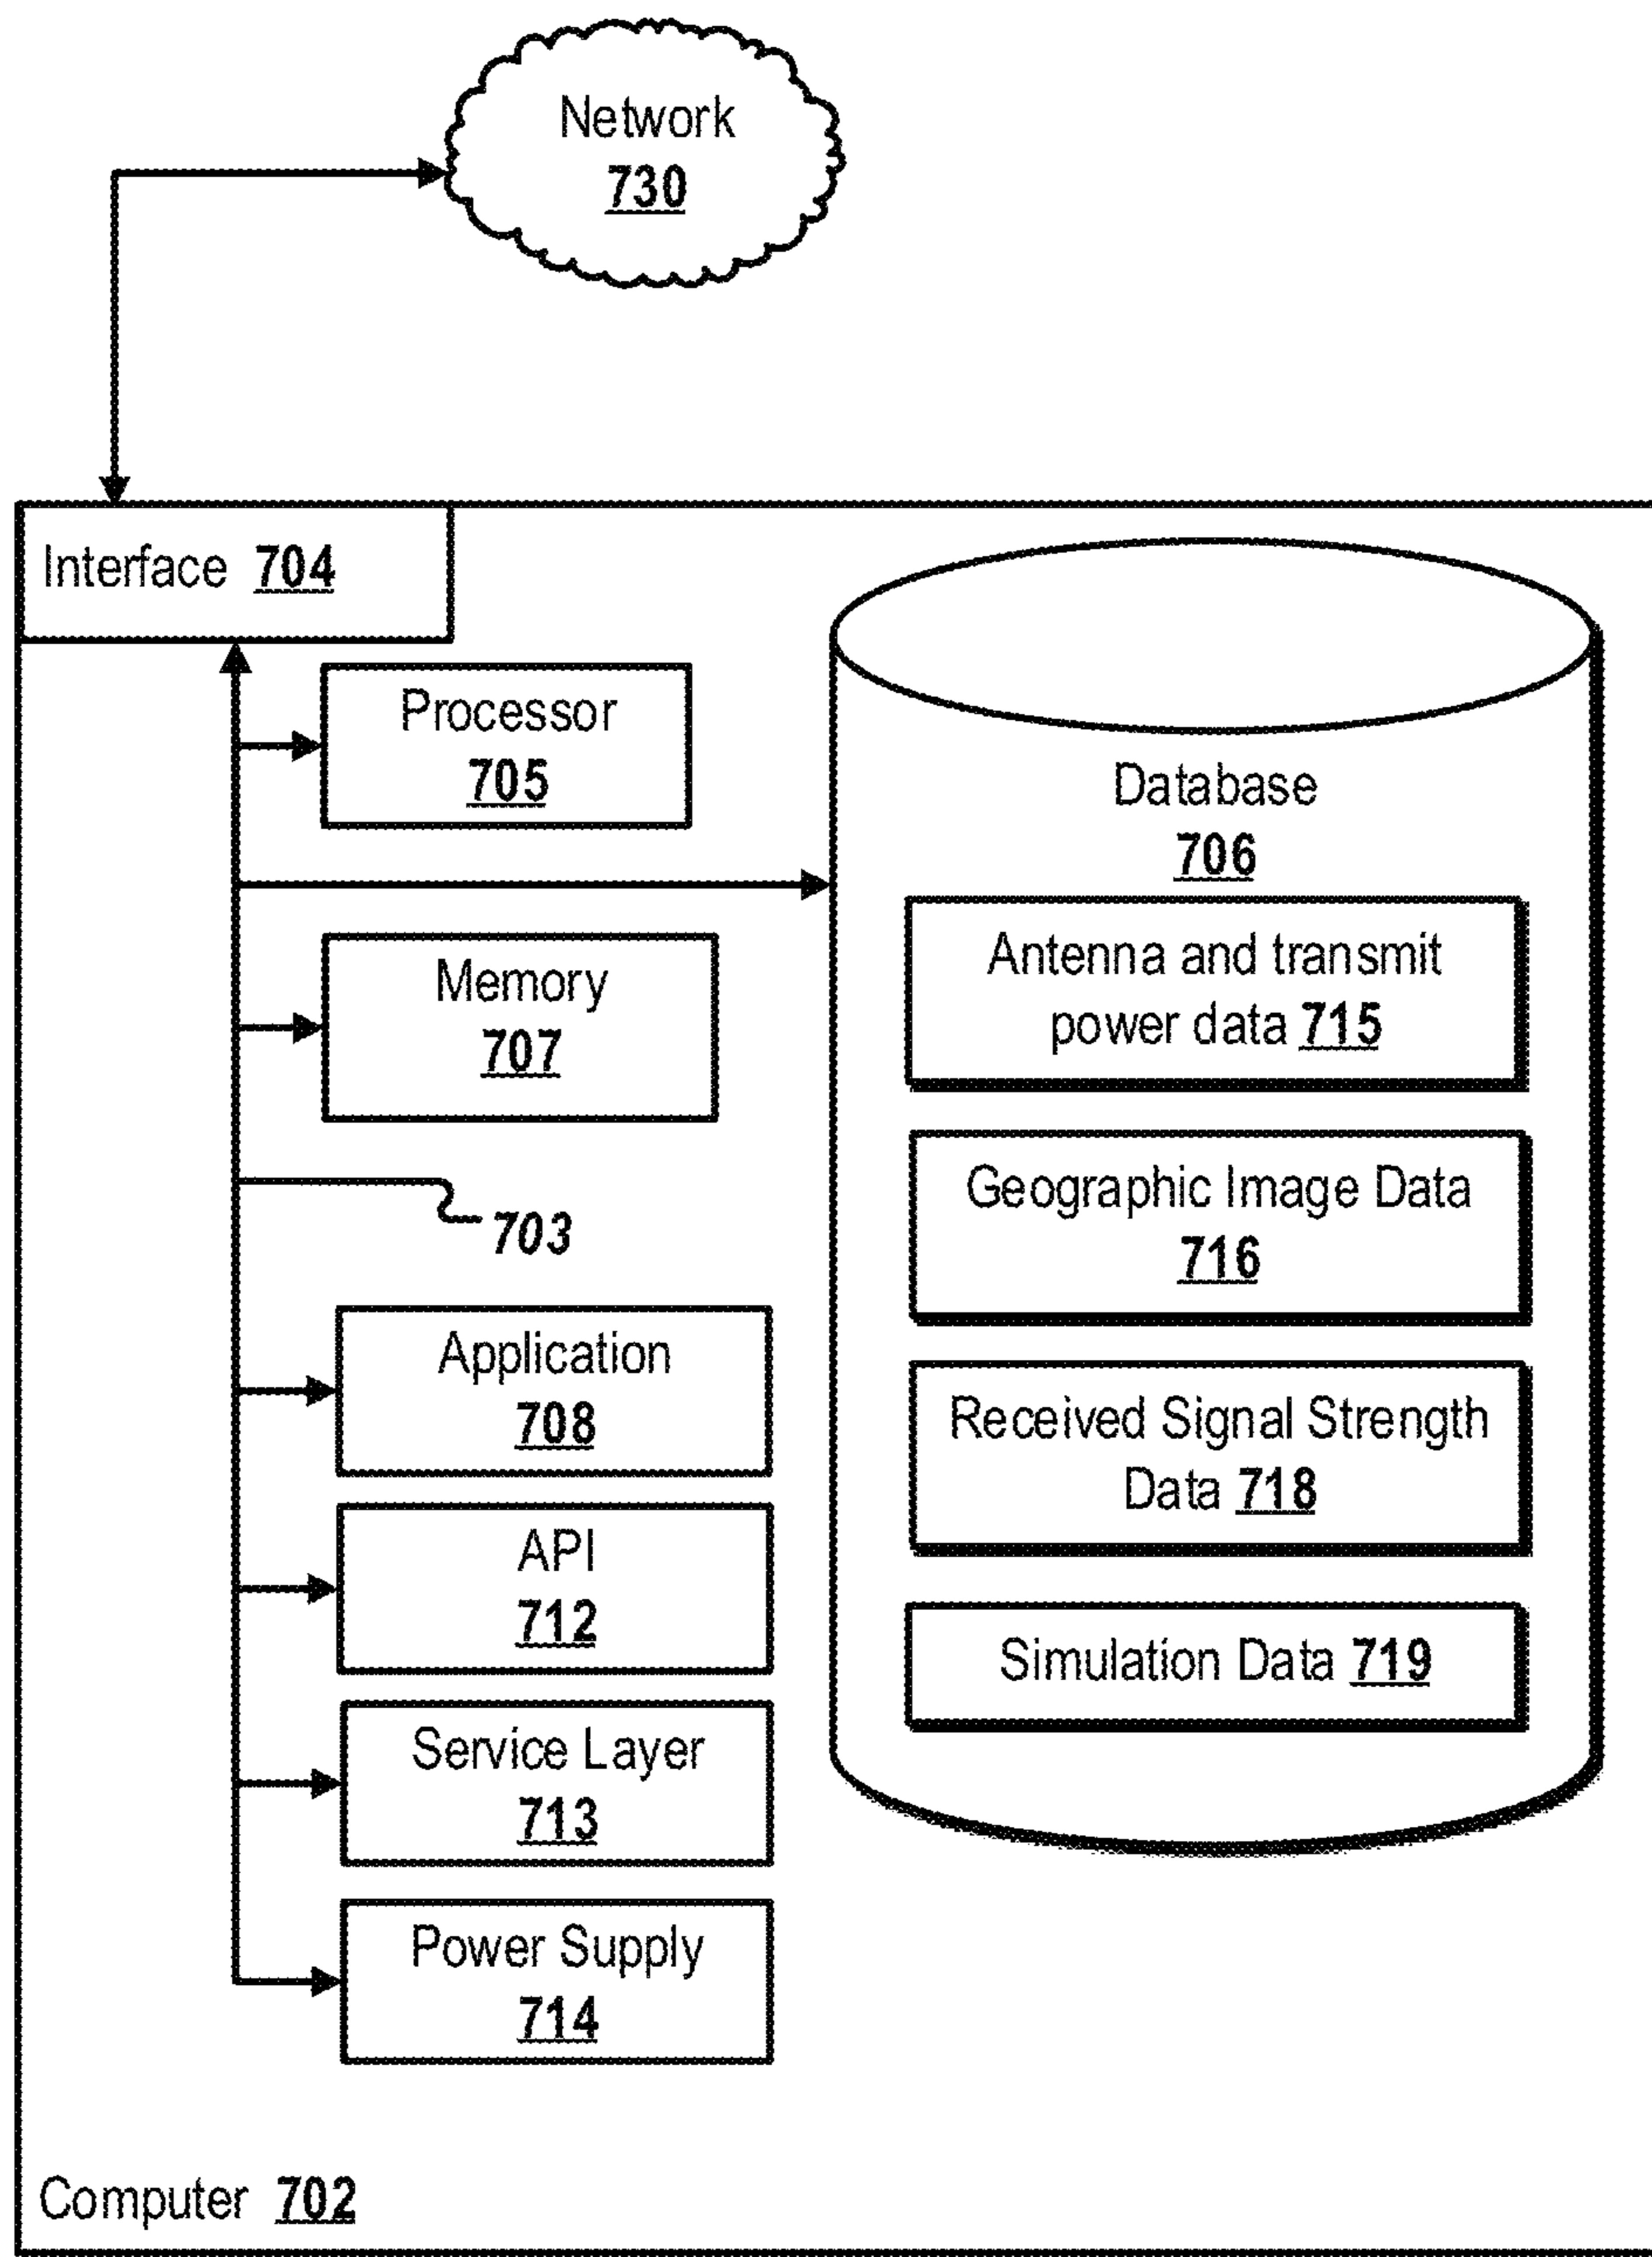 Network
730
Interface 704
Processor
705
Memory
707
703
Application
708
API
712
Service Layer
713
Power Supply
714
Database
706
Antenna and transmit
power data 715
Geographic Image Data
716
Received Signal Strength
Data 718
Simulation Data 719
Computer 702